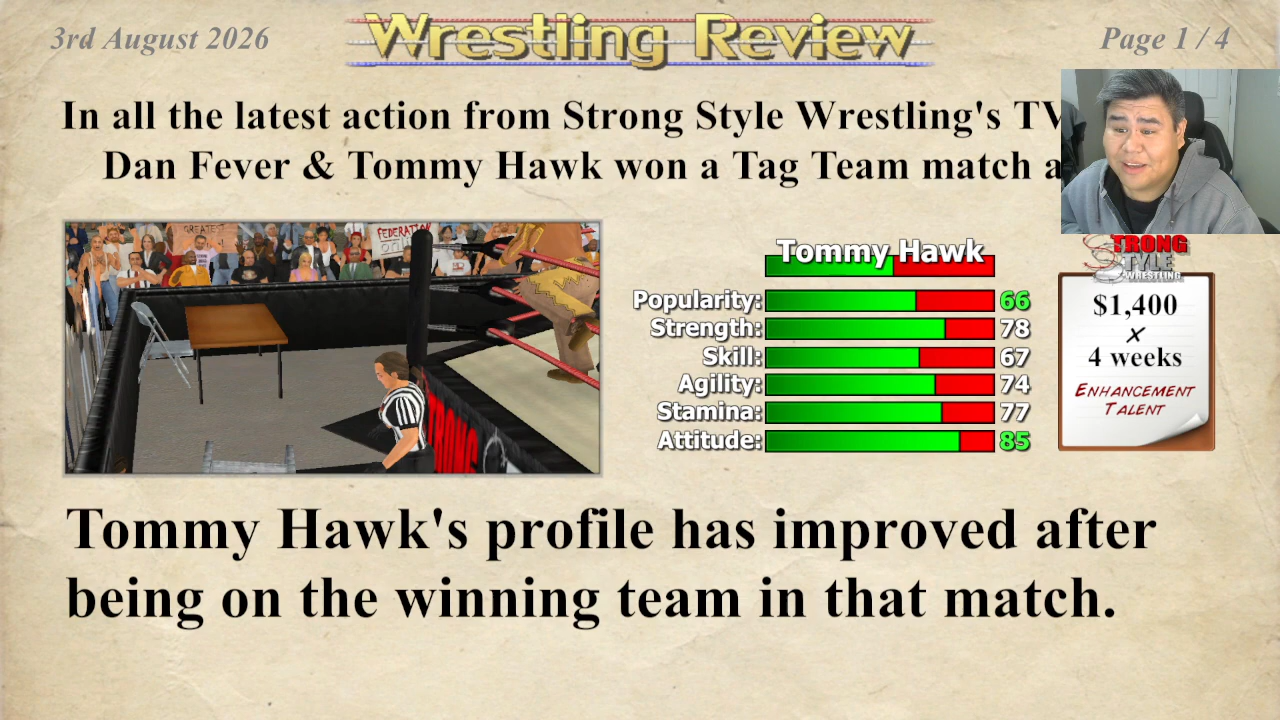 3rd August 2026
Wrestling Review
Page 1 / 4
In all the latest action from Strong Style Wrestling's TV
Dan Fever & Tommy Hawk won a Tag Team match
GREATEST
FEDERATION
Tommy Hawk
Popularity: 66
Strength: 78
Skill: 67
Agility: 74
Stamina: 77
Attitude: 85
STRONG
STYLE
WRESTLING
$1,400
×
4 weeks
ENHANCEMENT
TALENT
Tommy Hawk's profile has improved after
being on the winning team in that match.